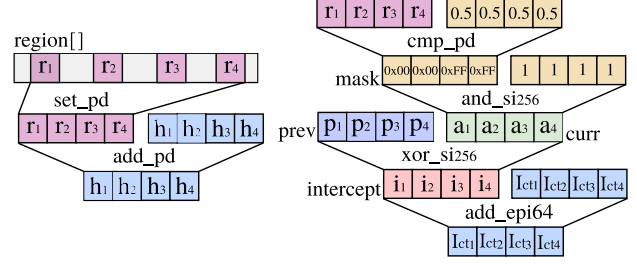 region[]
r1 r2 r3 r4
set_pd
r1 r2 r3 r4 h1 h2 h3 h4
add_pd
h1 h2 h3 h4
r1 r2 r3 r4 0.5 0.5 0.5 0.5
cmp_pd
mask 0x00 0x00 0xFF 0xFF 1 1 1 1
and_si256
prev p1 p2 p3 p4 a1 a2 a3 a4 curr
xor_si256
intercept i1 i2 i3 i4 Ict1 Ict2 Ict3 Ict4
add_epi64
Ict1 Ict2 Ict3 Ict4